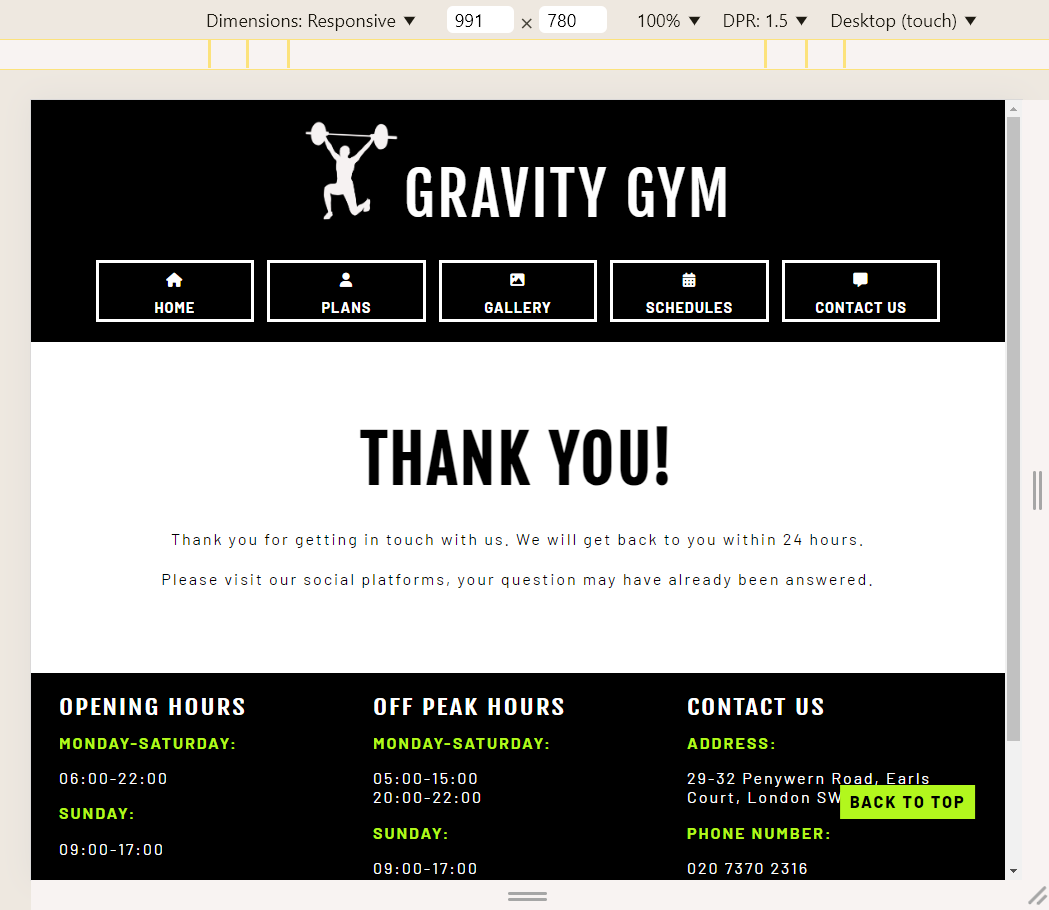 Dimensions: Responsive ▼ 991 × 780 100% ▼ DPR: 1.5 ▼ Desktop (touch) ▼
GRAVITY GYM
HOME PLANS GALLERY SCHEDULES CONTACT US
THANK YOU!
Thank you for getting in touch with us. We will get back to you within 24 hours.
Please visit our social platforms, your question may have already been answered.
OPENING HOURS
MONDAY-SATURDAY:
06:00-22:00
SUNDAY:
09:00-17:00
OFF PEAK HOURS
MONDAY-SATURDAY:
05:00-15:00
20:00-22:00
SUNDAY:
09:00-17:00
CONTACT US
ADDRESS:
29-32 Penywern Road, Earls
Court, London SW
BACK TO TOP
PHONE NUMBER:
020 7370 2316